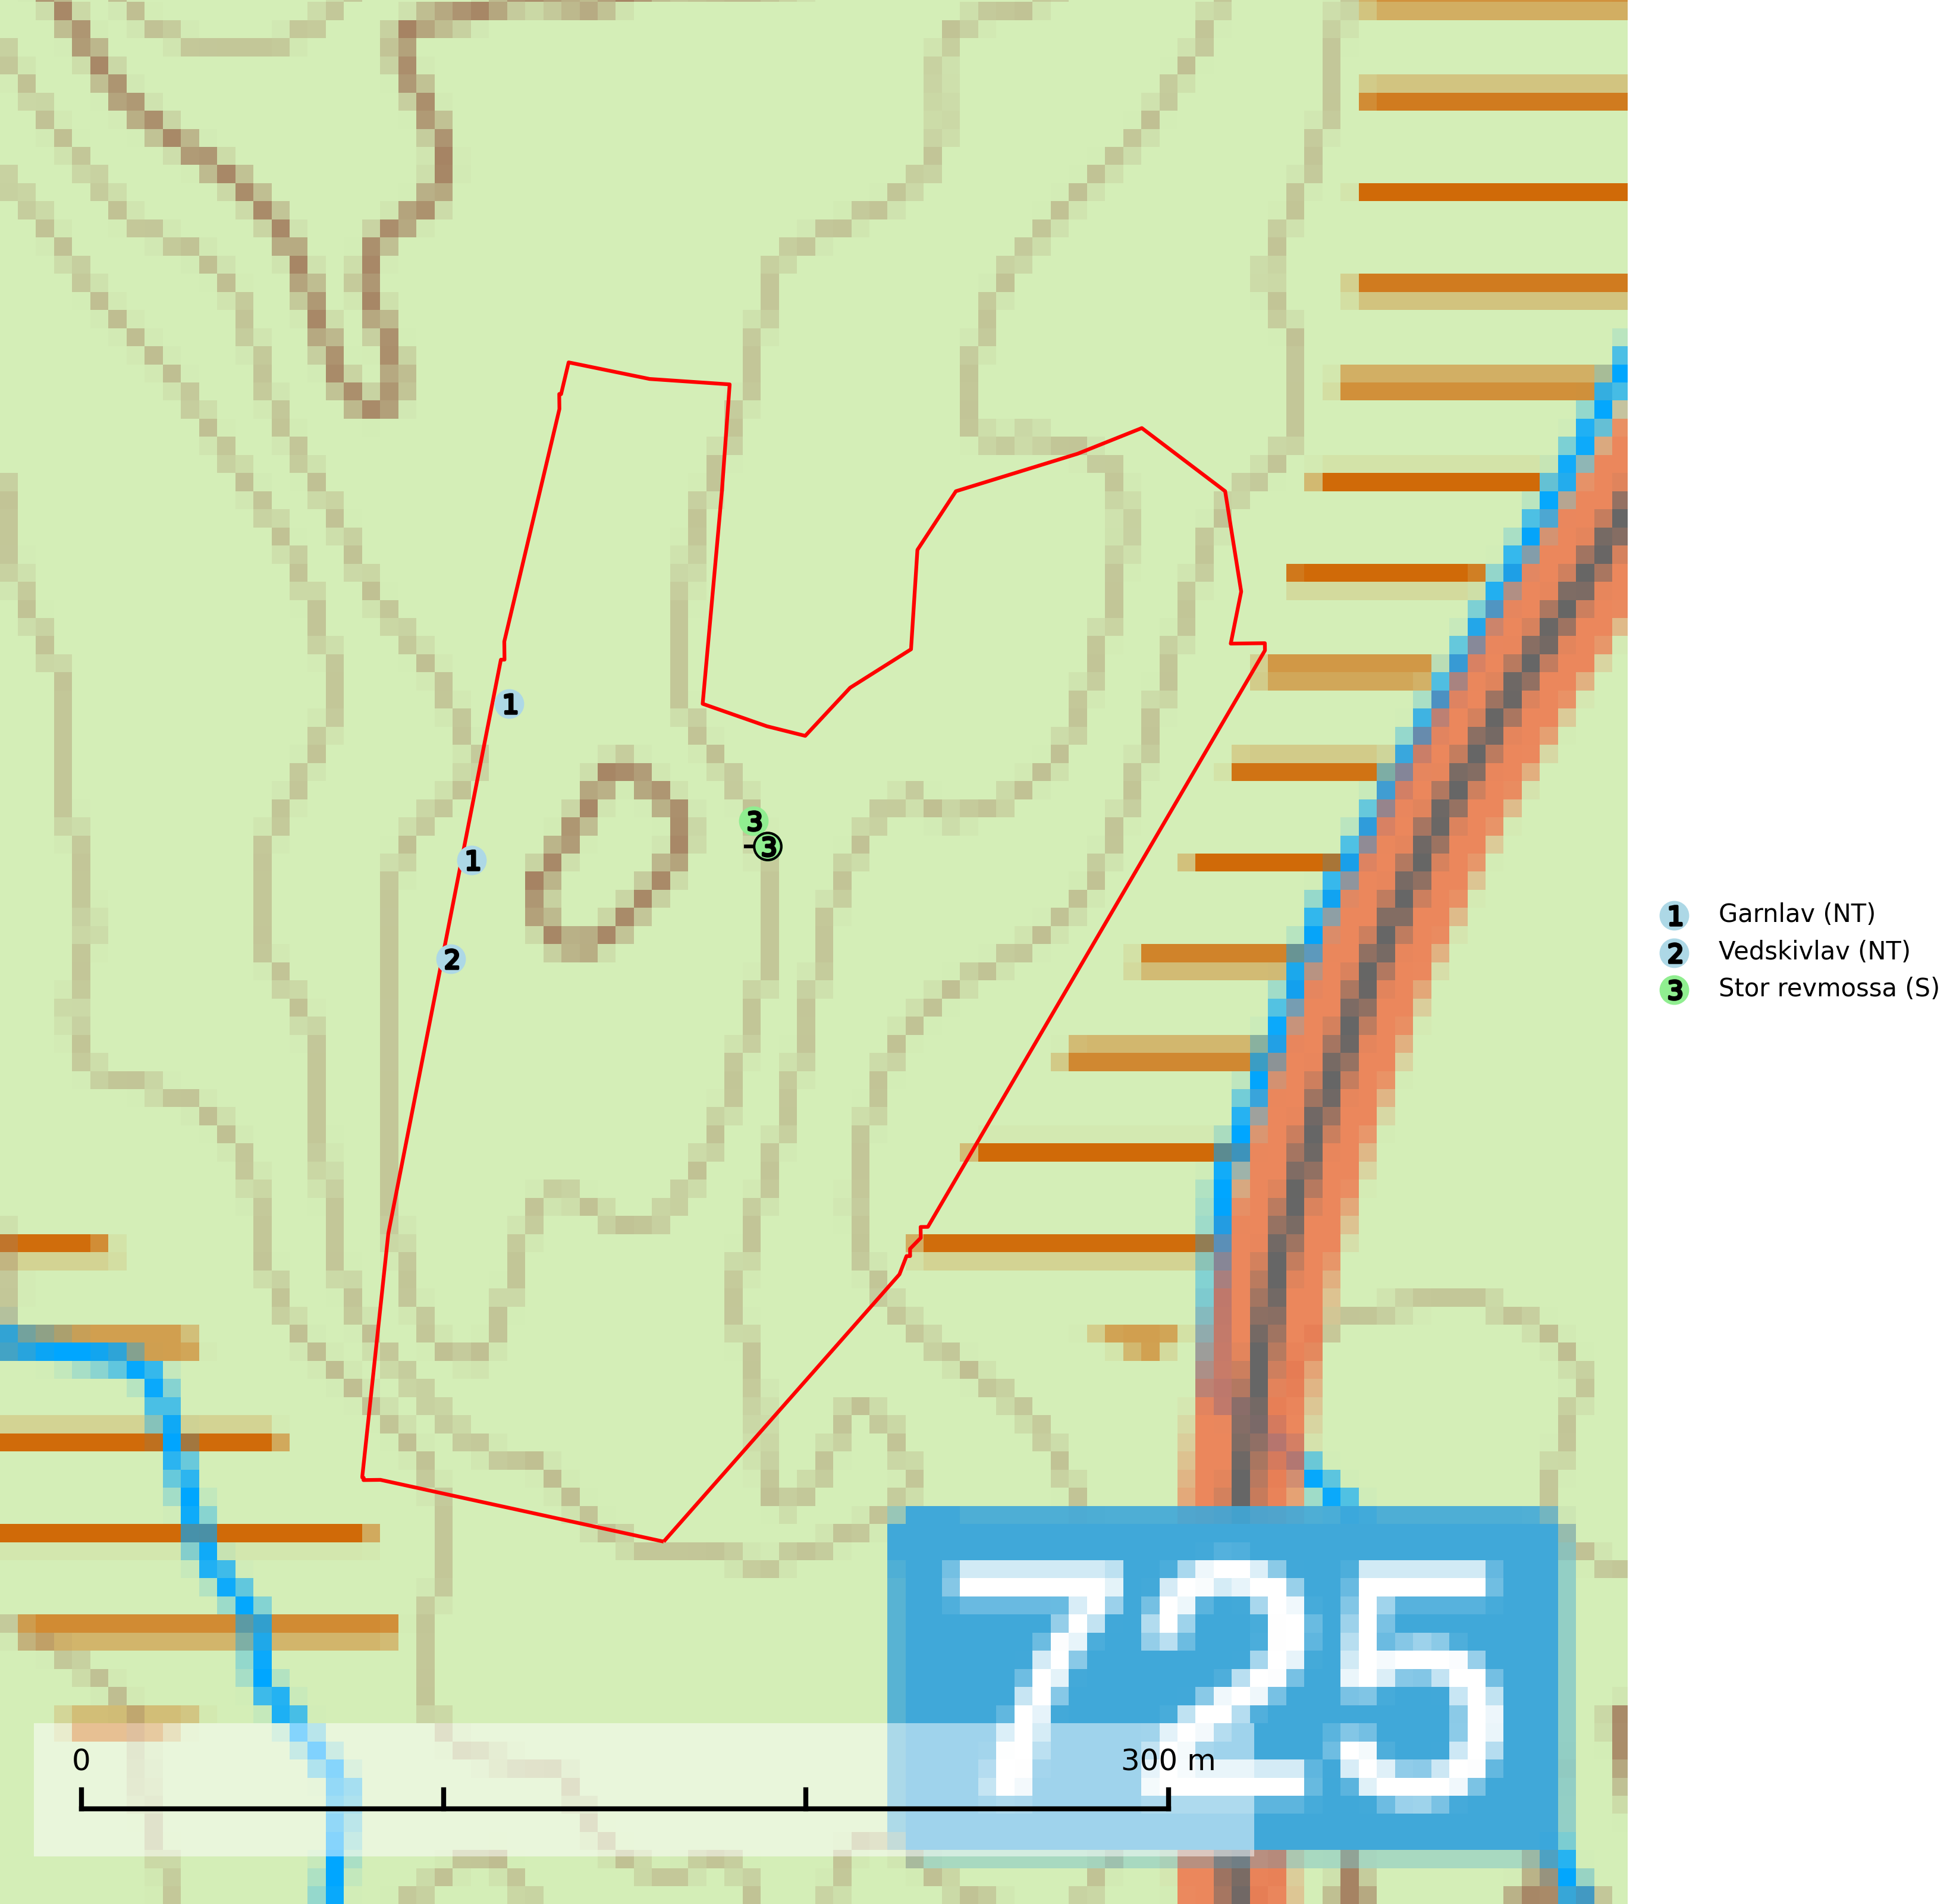 1
1
3
3
2
1 Garnlav (NT)
2 Vedskivlav (NT)
3 Stor revmossa (S)
725
0 300 m